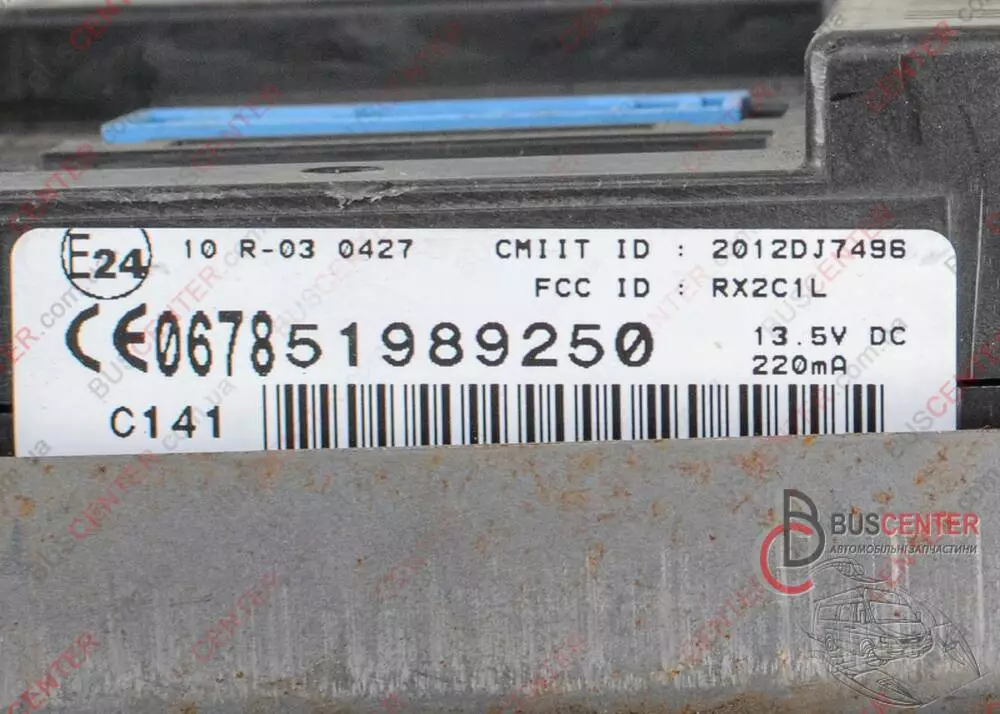 E24 10 R-03 0427 CMIIT ID : 2012DJ7496
FCC ID : RX2C1L
CE0678 51989250 13.5V DC
220mA
C141
BUSCENTER
АВТОМОБІЛЬНІ ЗАПЧАСТИНИ